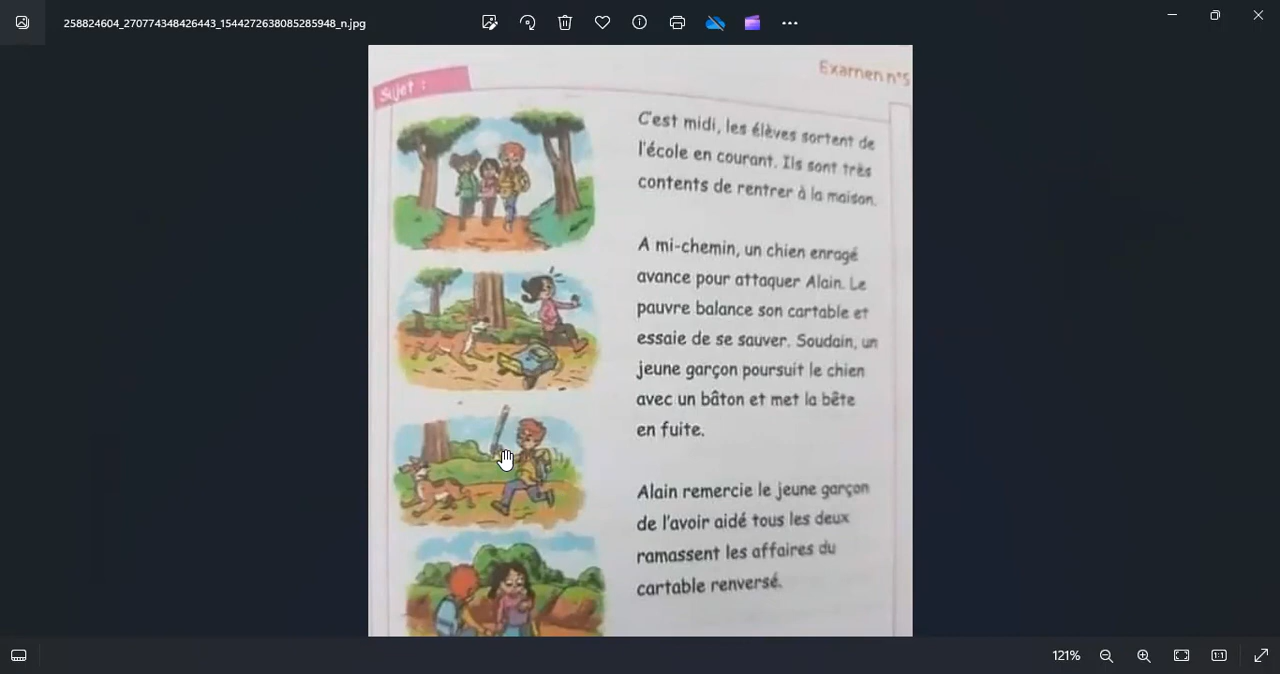 258824604_270774348426443_1544272638085285948_n.jpg
Examen n°5
Sujet :
C'est midi, les élèves sortent de
l'école en courant. Ils sont très
contents de rentrer à la maison.
A mi-chemin, un chien enragé
avance pour attaquer Alain. Le
pauvre balance son cartable et
essaie de se sauver. Soudain, un
jeune garçon poursuit le chien
avec un bâton et met la bête
en fuite.
Alain remercie le jeune garçon
de l'avoir aidé tous les deux
ramassent les affaires du
cartable renversé.
121%
1:1